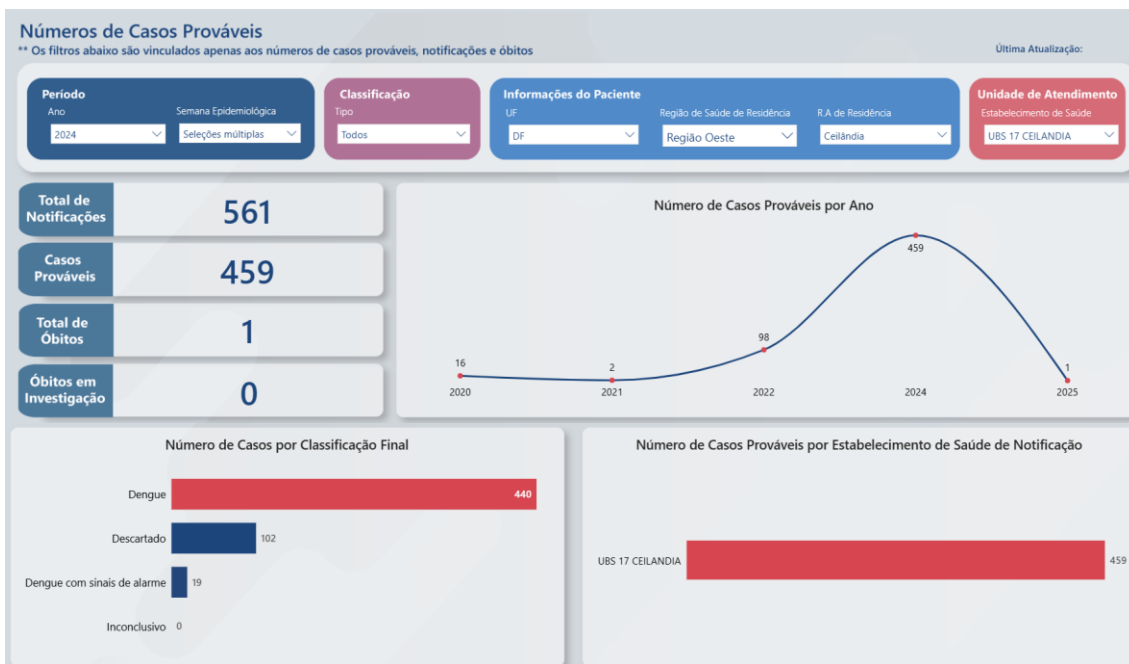 Números de Casos Prováveis
** Os filtros abaixo são vinculados apenas aos números de casos prováveis, notificações e óbitos
Última Atualização:
Período
Ano
Semana Epidemiológica
2024
Seleções múltiplas
Classificação
Tipo
Todos
Informações do Paciente
UF
Região de Saúde de Residência
R.A de Residência
DF
Região Oeste
Ceilândia
Unidade de Atendimento
Estabelecimento de Saúde
UBS 17 CEILANDIA
Total de
Notificações
561
Casos
Prováveis
459
Total de
Óbitos
1
Óbitos em
Investigação
0
Número de Casos Prováveis por Ano
16
2
98
459
1
2020
2021
2022
2024
2025
Número de Casos por Classificação Final
Dengue
440
Descartado
102
Dengue com sinais de alarme
19
Inconclusivo
0
Número de Casos Prováveis por Estabelecimento de Saúde de Notificação
UBS 17 CEILANDIA
459